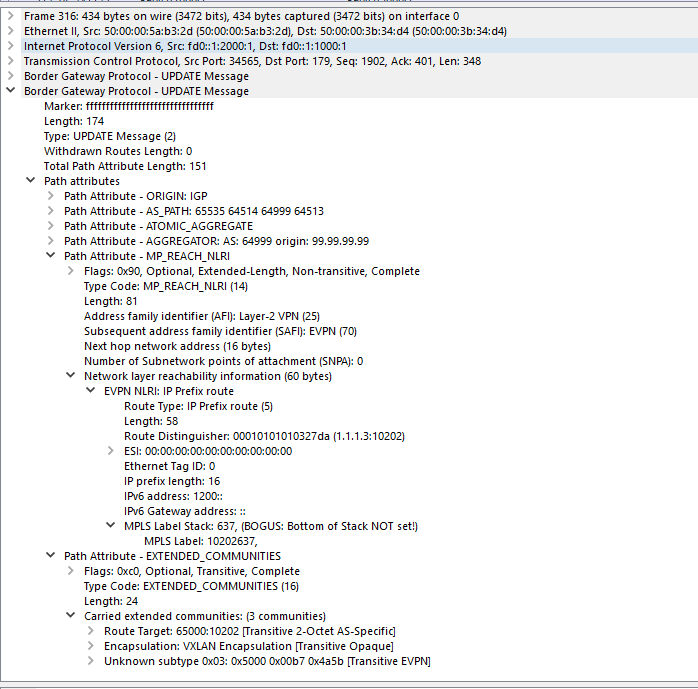 Frame 316: 434 bytes on wire (3472 bits), 434 bytes captured (3472 bits) on interface 0
Ethernet II, Src: 50:00:00:5a:b3:2d (50:00:00:5a:b3:2d), Dst: 50:00:00:3b:34:d4 (50:00:00:3b:34:d4)
Internet Protocol Version 6, Src: fd0::1:2000:1, Dst: fd0::1:1000:1
Transmission Control Protocol, Src Port: 34565, Dst Port: 179, Seq: 1902, Ack: 401, Len: 348
Border Gateway Protocol - UPDATE Message
Border Gateway Protocol - UPDATE Message
Marker: ffffffffffffffffffffffffffffffff
Length: 174
Type: UPDATE Message (2)
Withdrawn Routes Length: 0
Total Path Attribute Length: 151
Path attributes
Path Attribute - ORIGIN: IGP
Path Attribute - AS_PATH: 65535 64514 64999 64513
Path Attribute - ATOMIC_AGGREGATE
Path Attribute - AGGREGATOR: AS: 64999 origin: 99.99.99.99
Path Attribute - MP_REACH_NLRI
Flags: 0x90, Optional, Extended-Length, Non-transitive, Complete
Type Code: MP_REACH_NLRI (14)
Length: 81
Address family identifier (AFI): Layer-2 VPN (25)
Subsequent address family identifier (SAFI): EVPN (70)
Next hop network address (16 bytes)
Number of Subnetwork points of attachment (SNPA): 0
Network layer reachability information (60 bytes)
EVPN NLRI: IP Prefix route
Route Type: IP Prefix route (5)
Length: 58
Route Distinguisher: 00010101010327da (1.1.1.3:10202)
ESI: 00:00:00:00:00:00:00:00:00:00
Ethernet Tag ID: 0
IP prefix length: 16
IPv6 address: 1200::
IPv6 Gateway address: ::
MPLS Label Stack: 637, (BOGUS: Bottom of Stack NOT set!)
MPLS Label: 10202637,
Path Attribute - EXTENDED_COMMUNITIES
Flags: 0xc0, Optional, Transitive, Complete
Type Code: EXTENDED_COMMUNITIES (16)
Length: 24
Carried extended communities: (3 communities)
Route Target: 65000:10202 [Transitive 2-Octet AS-Specific]
Encapsulation: VXLAN Encapsulation [Transitive Opaque]
Unknown subtype 0x03: 0x5000 0x00b7 0x4a5b [Transitive EVPN]